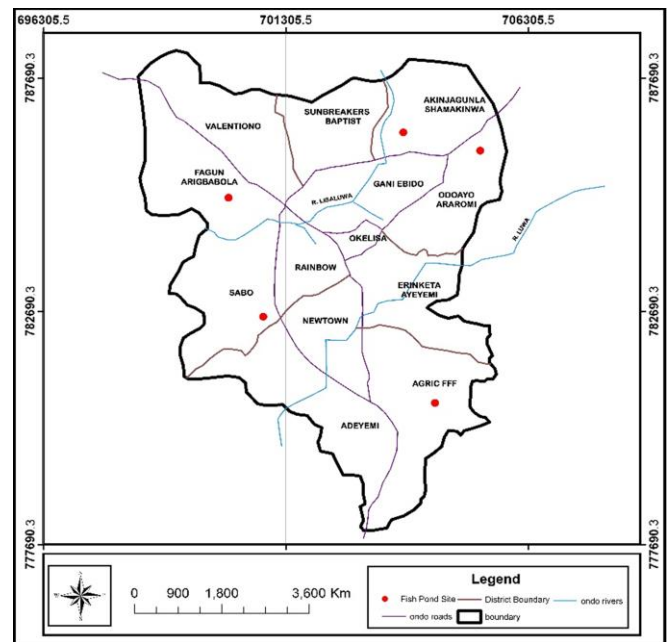 696305.5 701305.5 706305.5
787690.3 787690.3
SUNBREAKERS
BAPTIST
AKINJAGUNLA
SHAMAKINWA
VALENTIONO
FAGUN
ARIGBABOLA
GANI EBIDO
ODOAYO
ARAROMI
R. LISALUWA
OKELISA
R. LUWA
RAINBOW
ERINKETA
AYEYEMI
SABO
782690.3 782690.3
NEWTOWN
AGRIC FFF
ADEYEMI
777690.3 777690.3
0 900 1,800 3,600 Km
Legend
Fish Pond Site District Boundary ondo rivers
ondo roads boundary